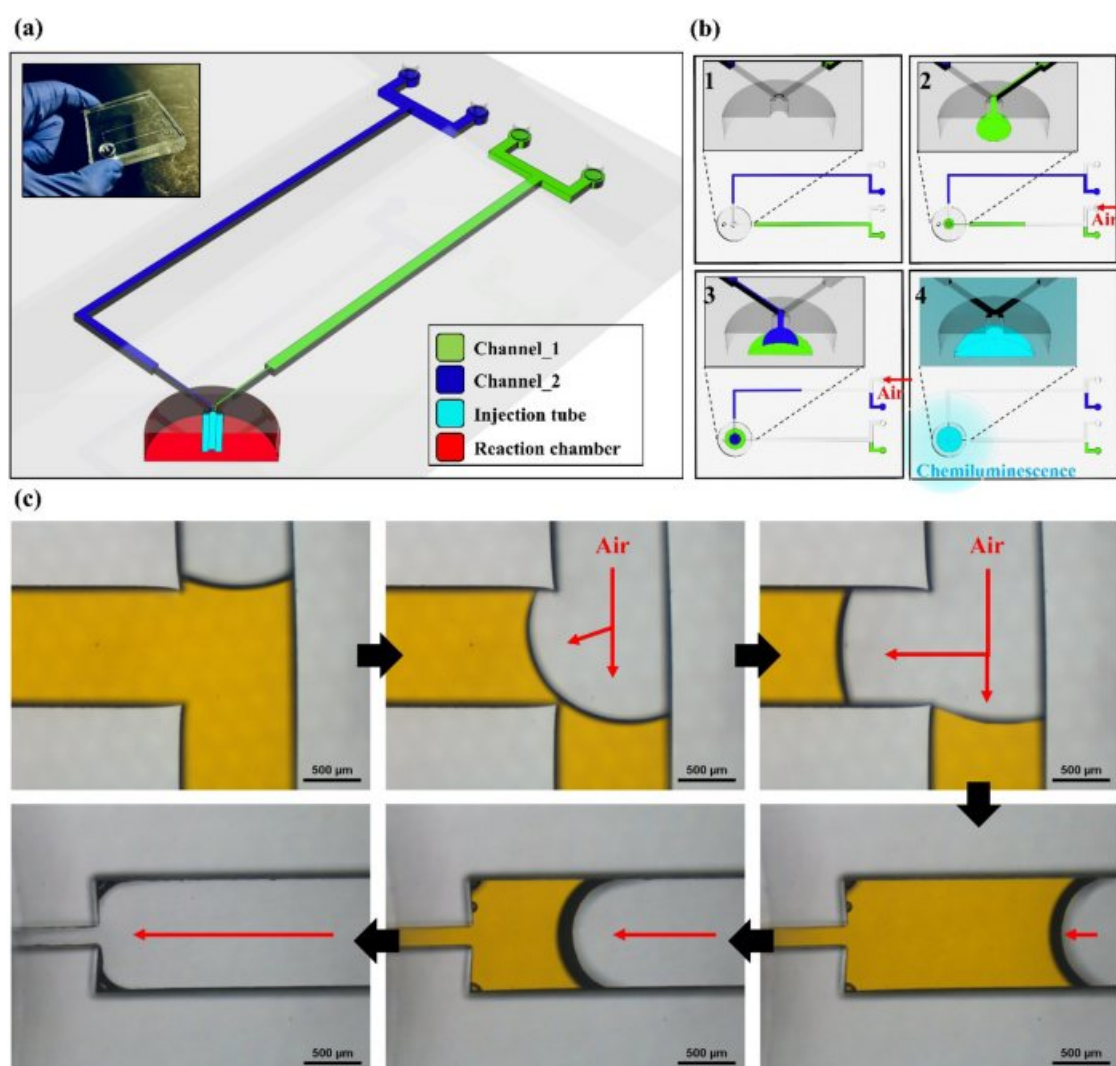 (a)
(b)
Channel_1
Channel_2
Injection tube
Reaction chamber
1
2
Air
3
Air
4
Chemiluminescence
(c)
Air
Air
500 µm
500 µm
500 µm
500 µm
500 µm
500 µm